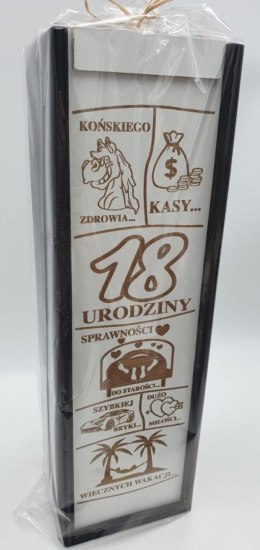 KOŃSKIEGO
ZDROWIA...
$
KASY...
18
URODZINY
SPRAWNOŚCI
DO STAROŚCI...
SZYBKIEJ
BRYKI...
DUŻO
MIŁOŚCI...
WIECZNYCH WAKACJI...